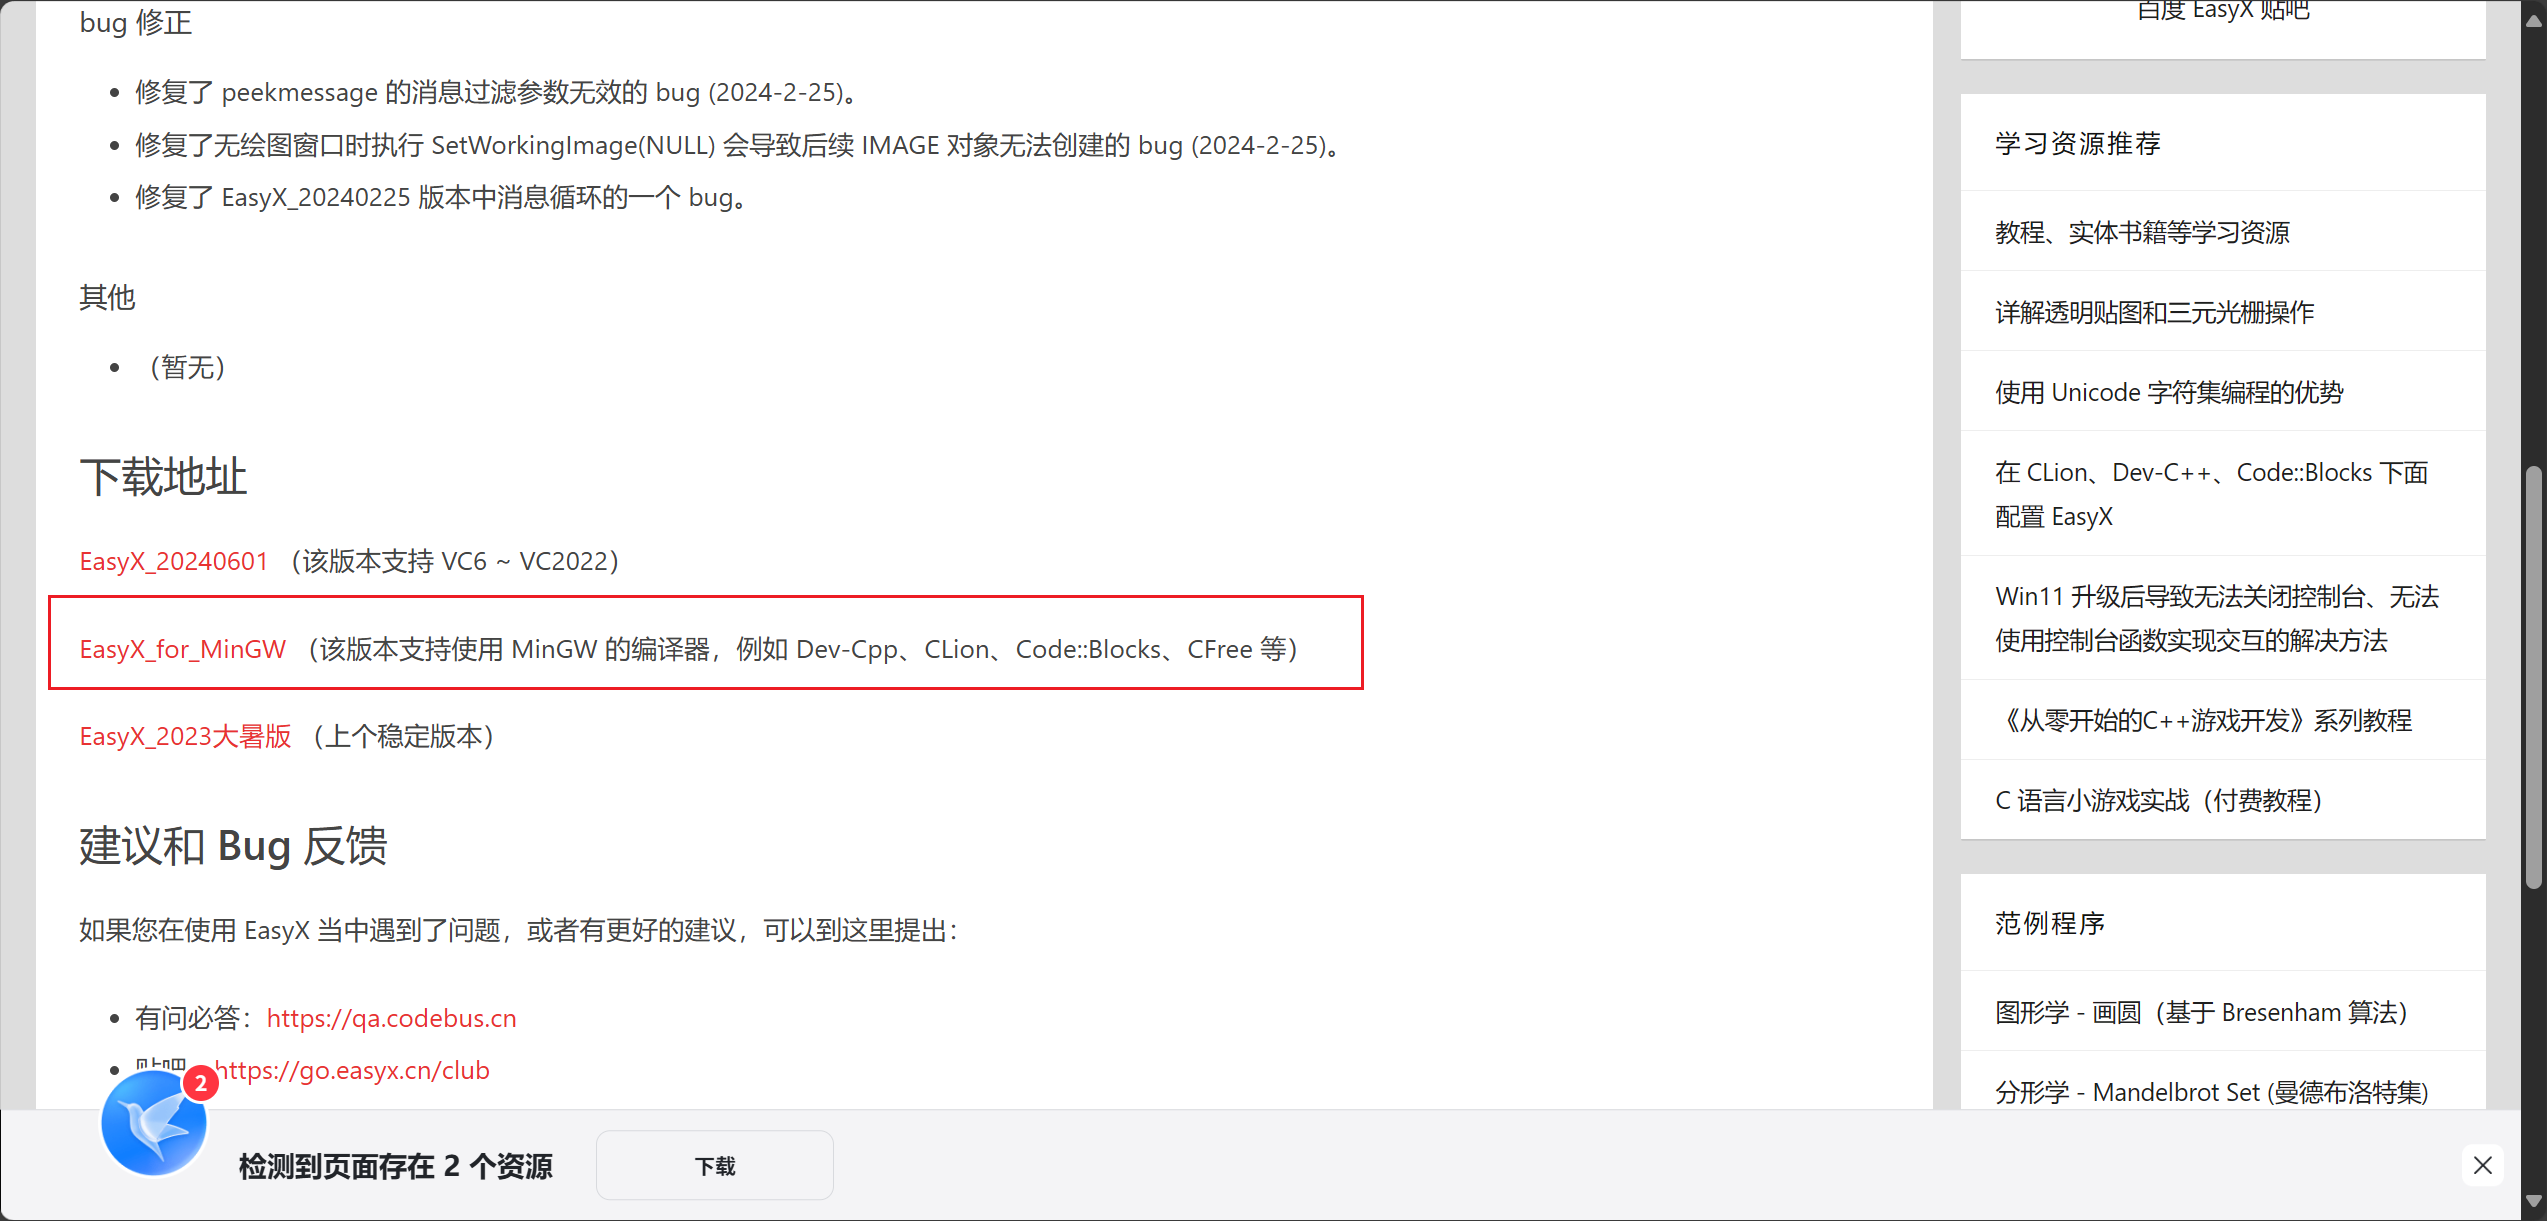 bug 修正
修复了 peekmessage 的消息过滤参数无效的 bug (2024-2-25)。
修复了无绘图窗口时执行 SetWorkingImage(NULL) 会导致后续 IMAGE 对象无法创建的 bug (2024-2-25)。
修复了 EasyX_20240225 版本中消息循环的一个 bug。
其他
（暂无）
下载地址
EasyX_20240601 （该版本支持 VC6 ~ VC2022）
EasyX_for_MinGW （该版本支持使用 MinGW 的编译器，例如 Dev-Cpp、CLion、Code::Blocks、CFree 等）
EasyX_2023大暑版 （上个稳定版本）
建议和 Bug 反馈
如果您在使用 EasyX 当中遇到了问题，或者有更好的建议，可以到这里提出：
有问必答：https://qa.codebus.cn
贴吧 https://go.easyx.cn/club
2
检测到页面存在 2 个资源
下载
百度 EasyX 贴吧
学习资源推荐
教程、实体书籍等学习资源
详解透明贴图和三元光栅操作
使用 Unicode 字符集编程的优势
在 CLion、Dev-C++、Code::Blocks 下面
配置 EasyX
Win11 升级后导致无法关闭控制台、无法
使用控制台函数实现交互的解决方法
《从零开始的C++游戏开发》系列教程
C 语言小游戏实战（付费教程）
范例程序
图形学 - 画圆（基于 Bresenham 算法）
分形学 - Mandelbrot Set (曼德布洛特集)